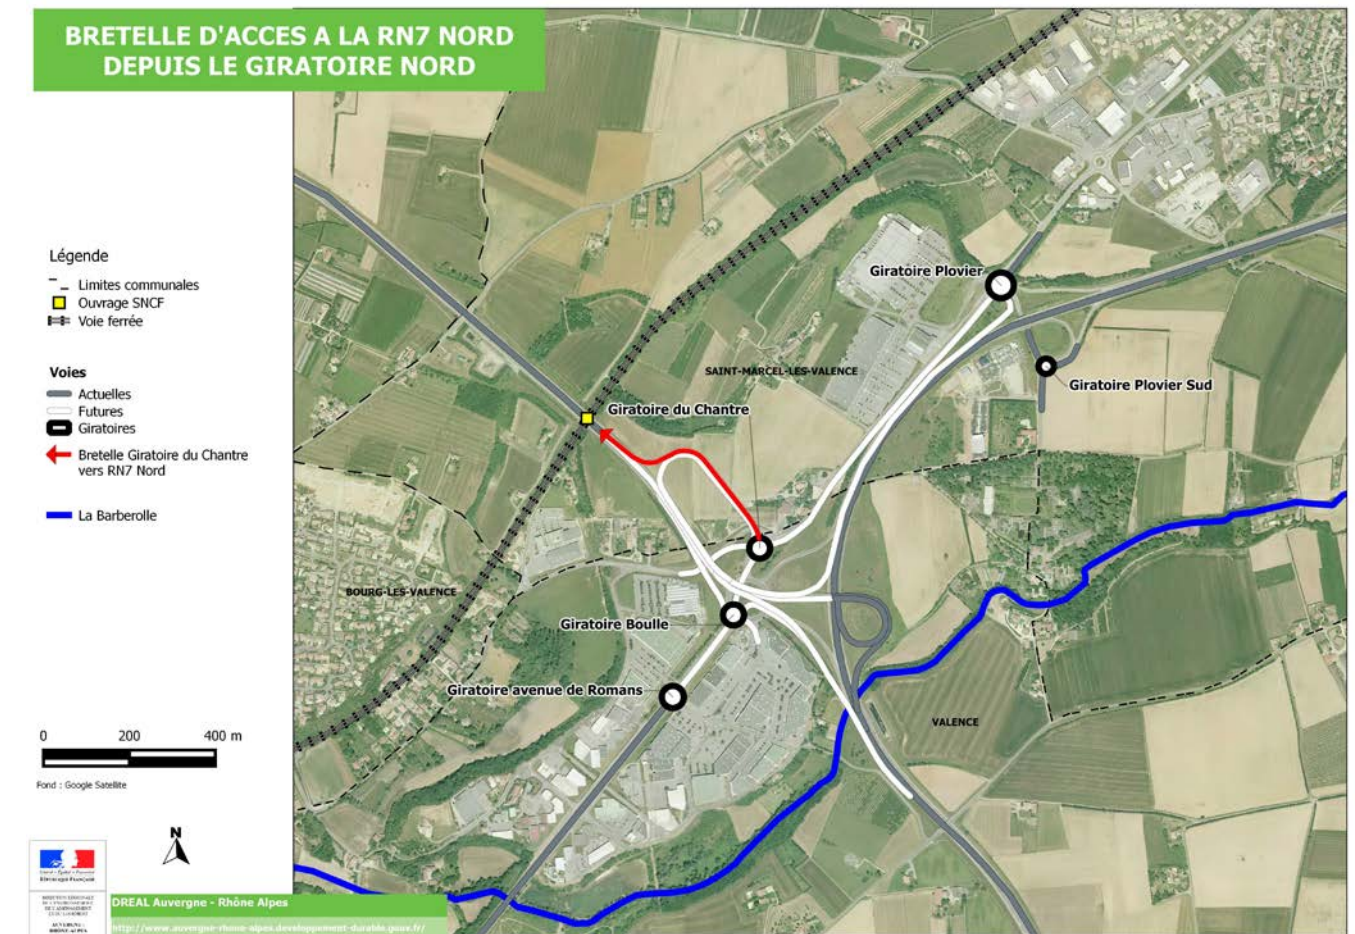 BRETELLE D'ACCES A LA RN7 NORD
DEPUIS LE GIRATOIRE NORD
Légende
Limites communales
Ouvrage SNCF
Voie ferrée
Voies
Actuelles
Futures
Giratoires
Bretelle Giratoire du Chantre
vers RN7 Nord
La Barberolle
0 200 400 m
Fond : Google Satellite
N
Giratoire Plovier
SAINT-MARCEL-LES-VALENCE
Giratoire Plovier Sud
Giratoire du Chantre
BOURG-LES-VALENCE
Giratoire Boulle
Giratoire avenue de Romans
VALENCE
RÉPUBLIQUE FRANÇAISE
DREAL Auvergne - Rhône Alpes
http://www.auvergne-rhone-alpes.developpement-durable.gouv.fr/